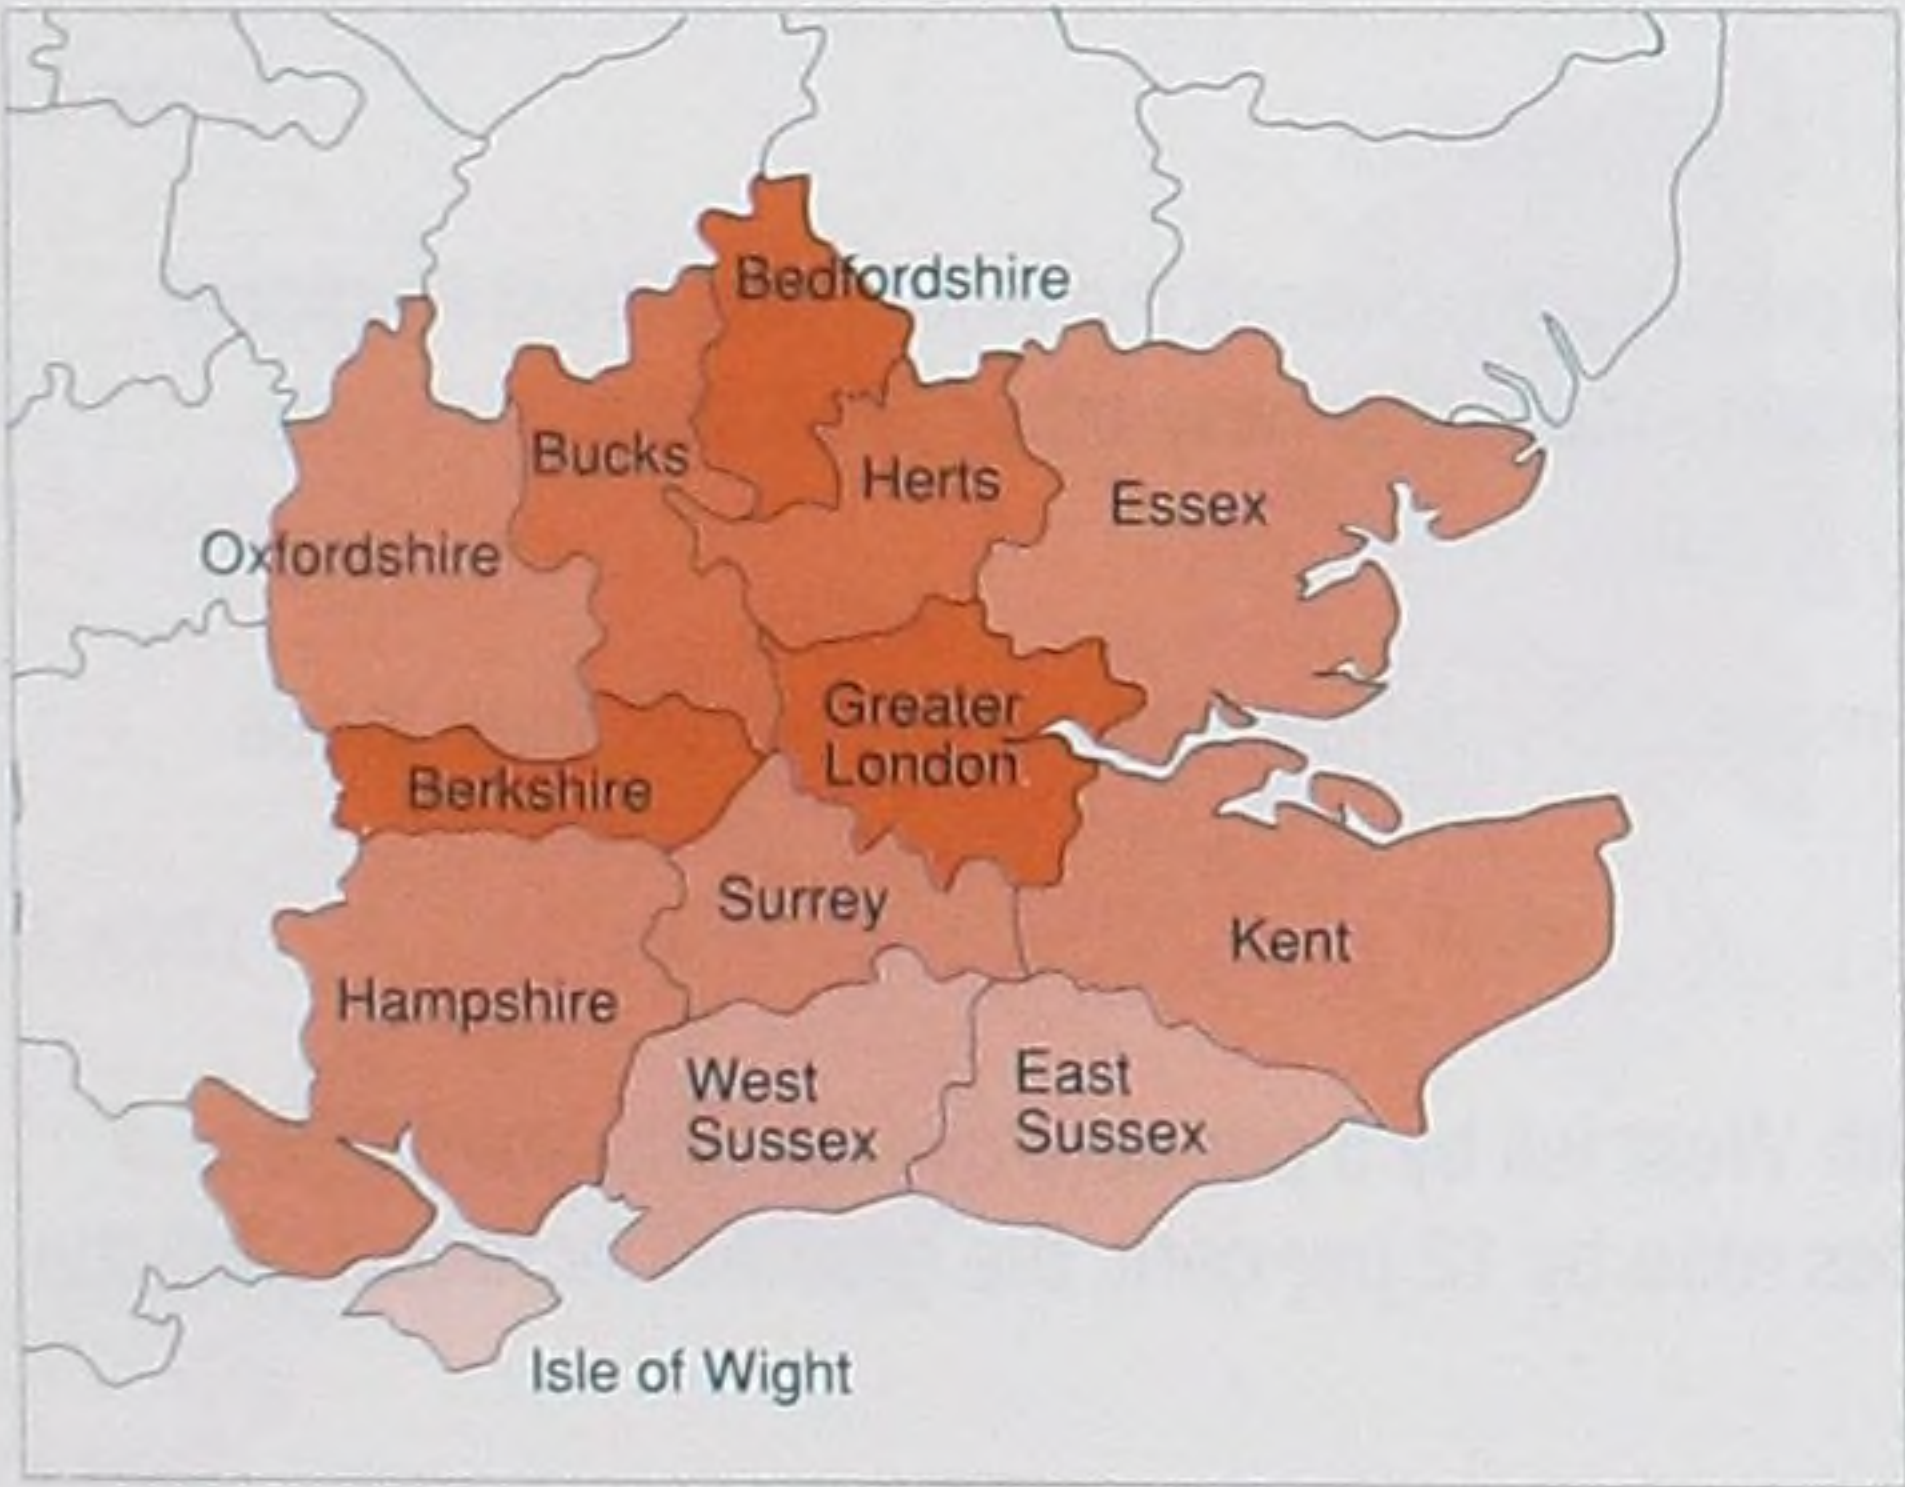 Bedfordshire
Bucks
Herts
Essex
Oxfordshire
Greater
London
Berkshire
Surrey
Kent
Hampshire
West
Sussex
East
Sussex
Isle of Wight